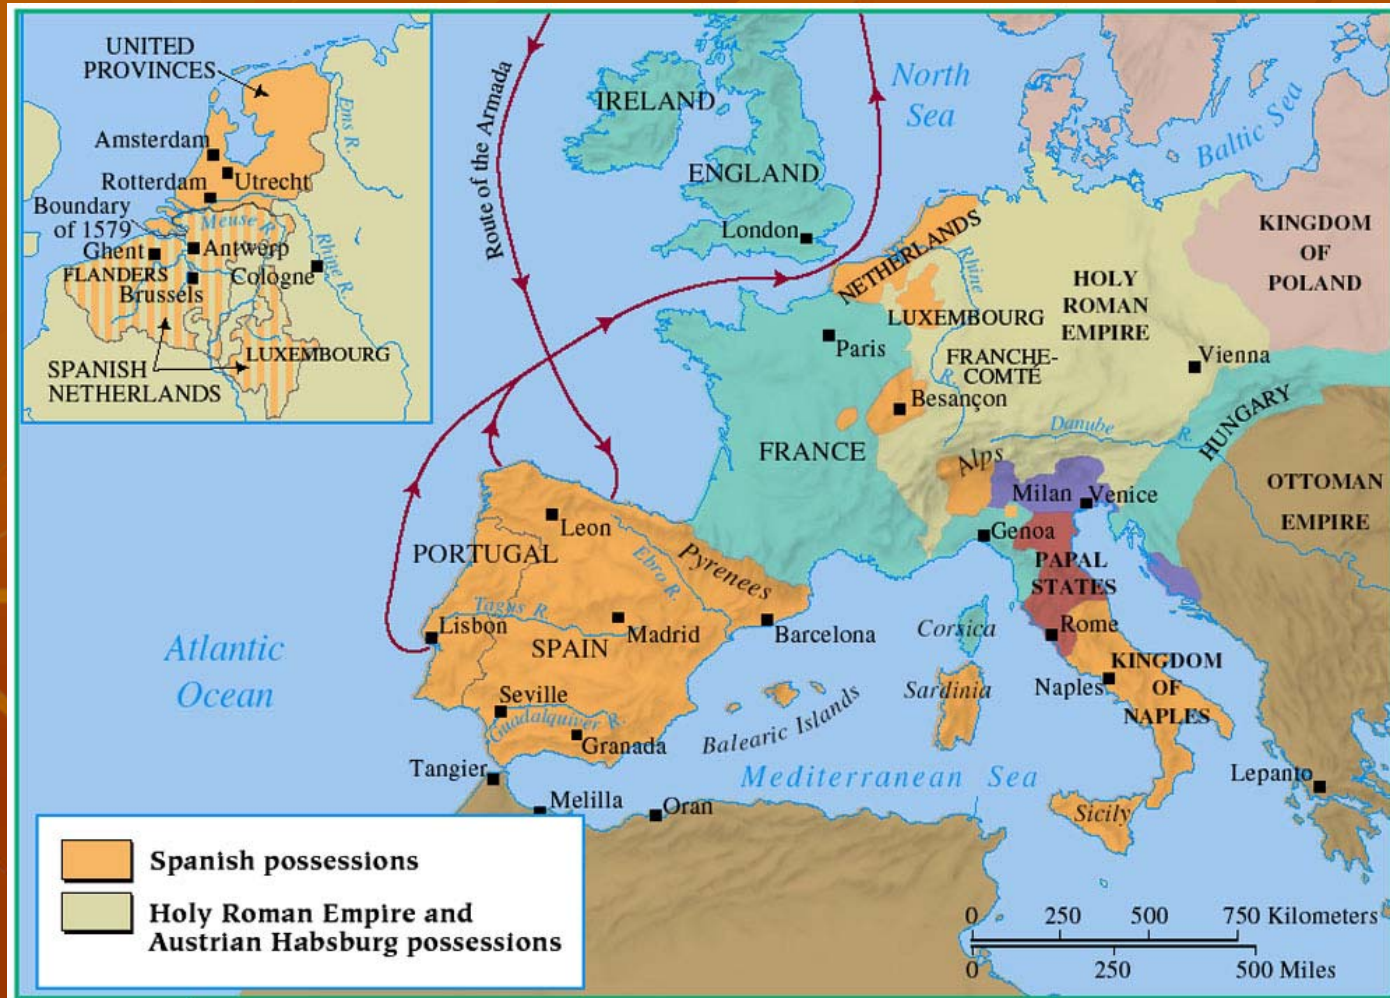 UNITED
PROVINCES
Ems R.
Amsterdam
Rotterdam
Utrecht
Boundary
of 1579
Meuse R.
Ghent
Antwerp
FLANDERS
Cologne
Rhine R.
Brussels
LUXEMBOURG
SPANISH
NETHERLANDS
Route of the Armada
IRELAND
North
Sea
Baltic Sea
ENGLAND
London
NETHERLANDS
Rhine
R.
KINGDOM
OF
POLAND
HOLY
ROMAN
EMPIRE
LUXEMBOURG
Paris
FRANCHE-
COMTÉ
Vienna
Besançon
HUNGARY
Danube R.
FRANCE
Alps
OTTOMAN
EMPIRE
Milan
Venice
Leon
Genoa
PORTUGAL
Ebro R.
Pyrenees
PAPAL
STATES
Tagus R.
Lisbon
Madrid
Barcelona
Corsica
Rome
Atlantic
Ocean
SPAIN
Seville
Guadalquiver R.
Granada
Balearic Islands
Sardinia
Naples
KINGDOM
OF
NAPLES
Tangier
Mediterranean Sea
Lepanto
Melilla
Oran
Sicily
Spanish possessions
Holy Roman Empire and
Austrian Habsburg possessions
0 250 500 750 Kilometers
0 250 500 Miles